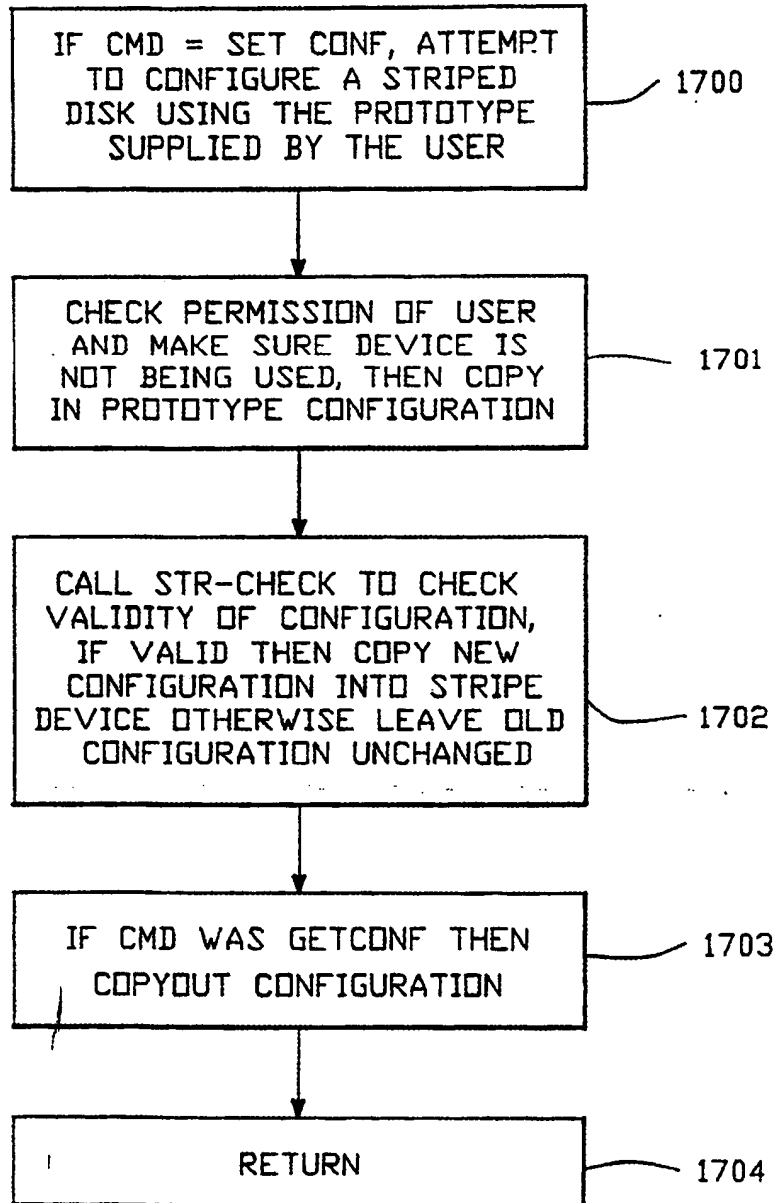 IF CMD = SET CONF, ATTEMPT
TO CONFIGURE A STRIPED
DISK USING THE PROTOTYPE
SUPPLIED BY THE USER
1700
CHECK PERMISSION OF USER
AND MAKE SURE DEVICE IS
NOT BEING USED, THEN COPY
IN PROTOTYPE CONFIGURATION
1701
CALL STR-CHECK TO CHECK
VALIDITY OF CONFIGURATION,
IF VALID THEN COPY NEW
CONFIGURATION INTO STRIPE
DEVICE OTHERWISE LEAVE OLD
CONFIGURATION UNCHANGED
1702
IF CMD WAS GETCONF THEN
COPYOUT CONFIGURATION
1703
RETURN
1704